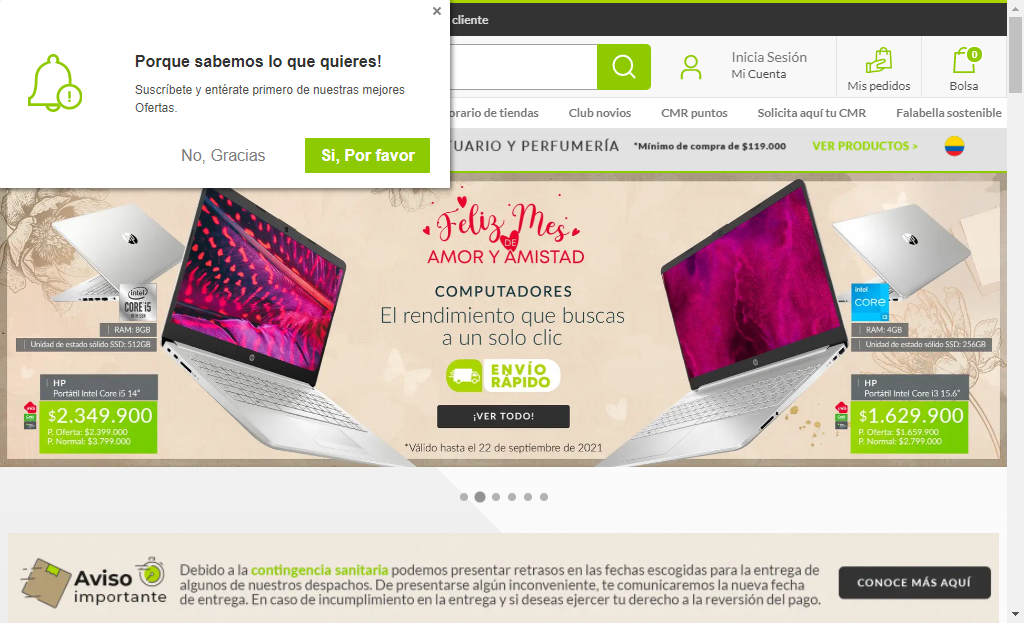 cliente
×
Porque sabemos lo que quieres!
Suscríbete y entérate primero de nuestras mejores
Ofertas.
No, Gracias
Si, Por favor
Inicia Sesión
Mi Cuenta
Mis pedidos
0
Bolsa
orario de tiendas
Club novios
CMR puntos
Solicita aquí tu CMR
Falabella sostenible
TUARIO Y PERFUMERÍA
*Mínimo de compra de $119.000
VER PRODUCTOS >
Feliz Mes
DE
AMOR Y AMISTAD
COMPUTADORES
El rendimiento que buscas
a un solo clic
ENVÍO
RÁPIDO
¡VER TODO!
*Válido hasta el 22 de septiembre de 2021
intel
CORE i5
RAM: 8GB
Unidad de estado sólido SSD: 512GB
HP
Portátil Intel Core i5 14"
$2.349.900
P. Oferta: $2.399.000
P. Normal: $3.799.000
intel
CORE
i3
RAM: 4GB
Unidad de estado sólido SSD: 256GB
HP
Portátil Intel Core i3 15.6"
$1.629.900
P. Oferta: $1.659.900
P. Normal: $2.799.000
Aviso
importante
Debido a la contingencia sanitaria podemos presentar retrasos en las fechas escogidas para la entrega de
algunos de nuestros despachos. De presentarse algún inconveniente, te comunicaremos la nueva fecha
de entrega. En caso de incumplimiento en la entrega y si deseas ejercer tu derecho a la reversión del pago.
CONOCE MÁS AQUÍ